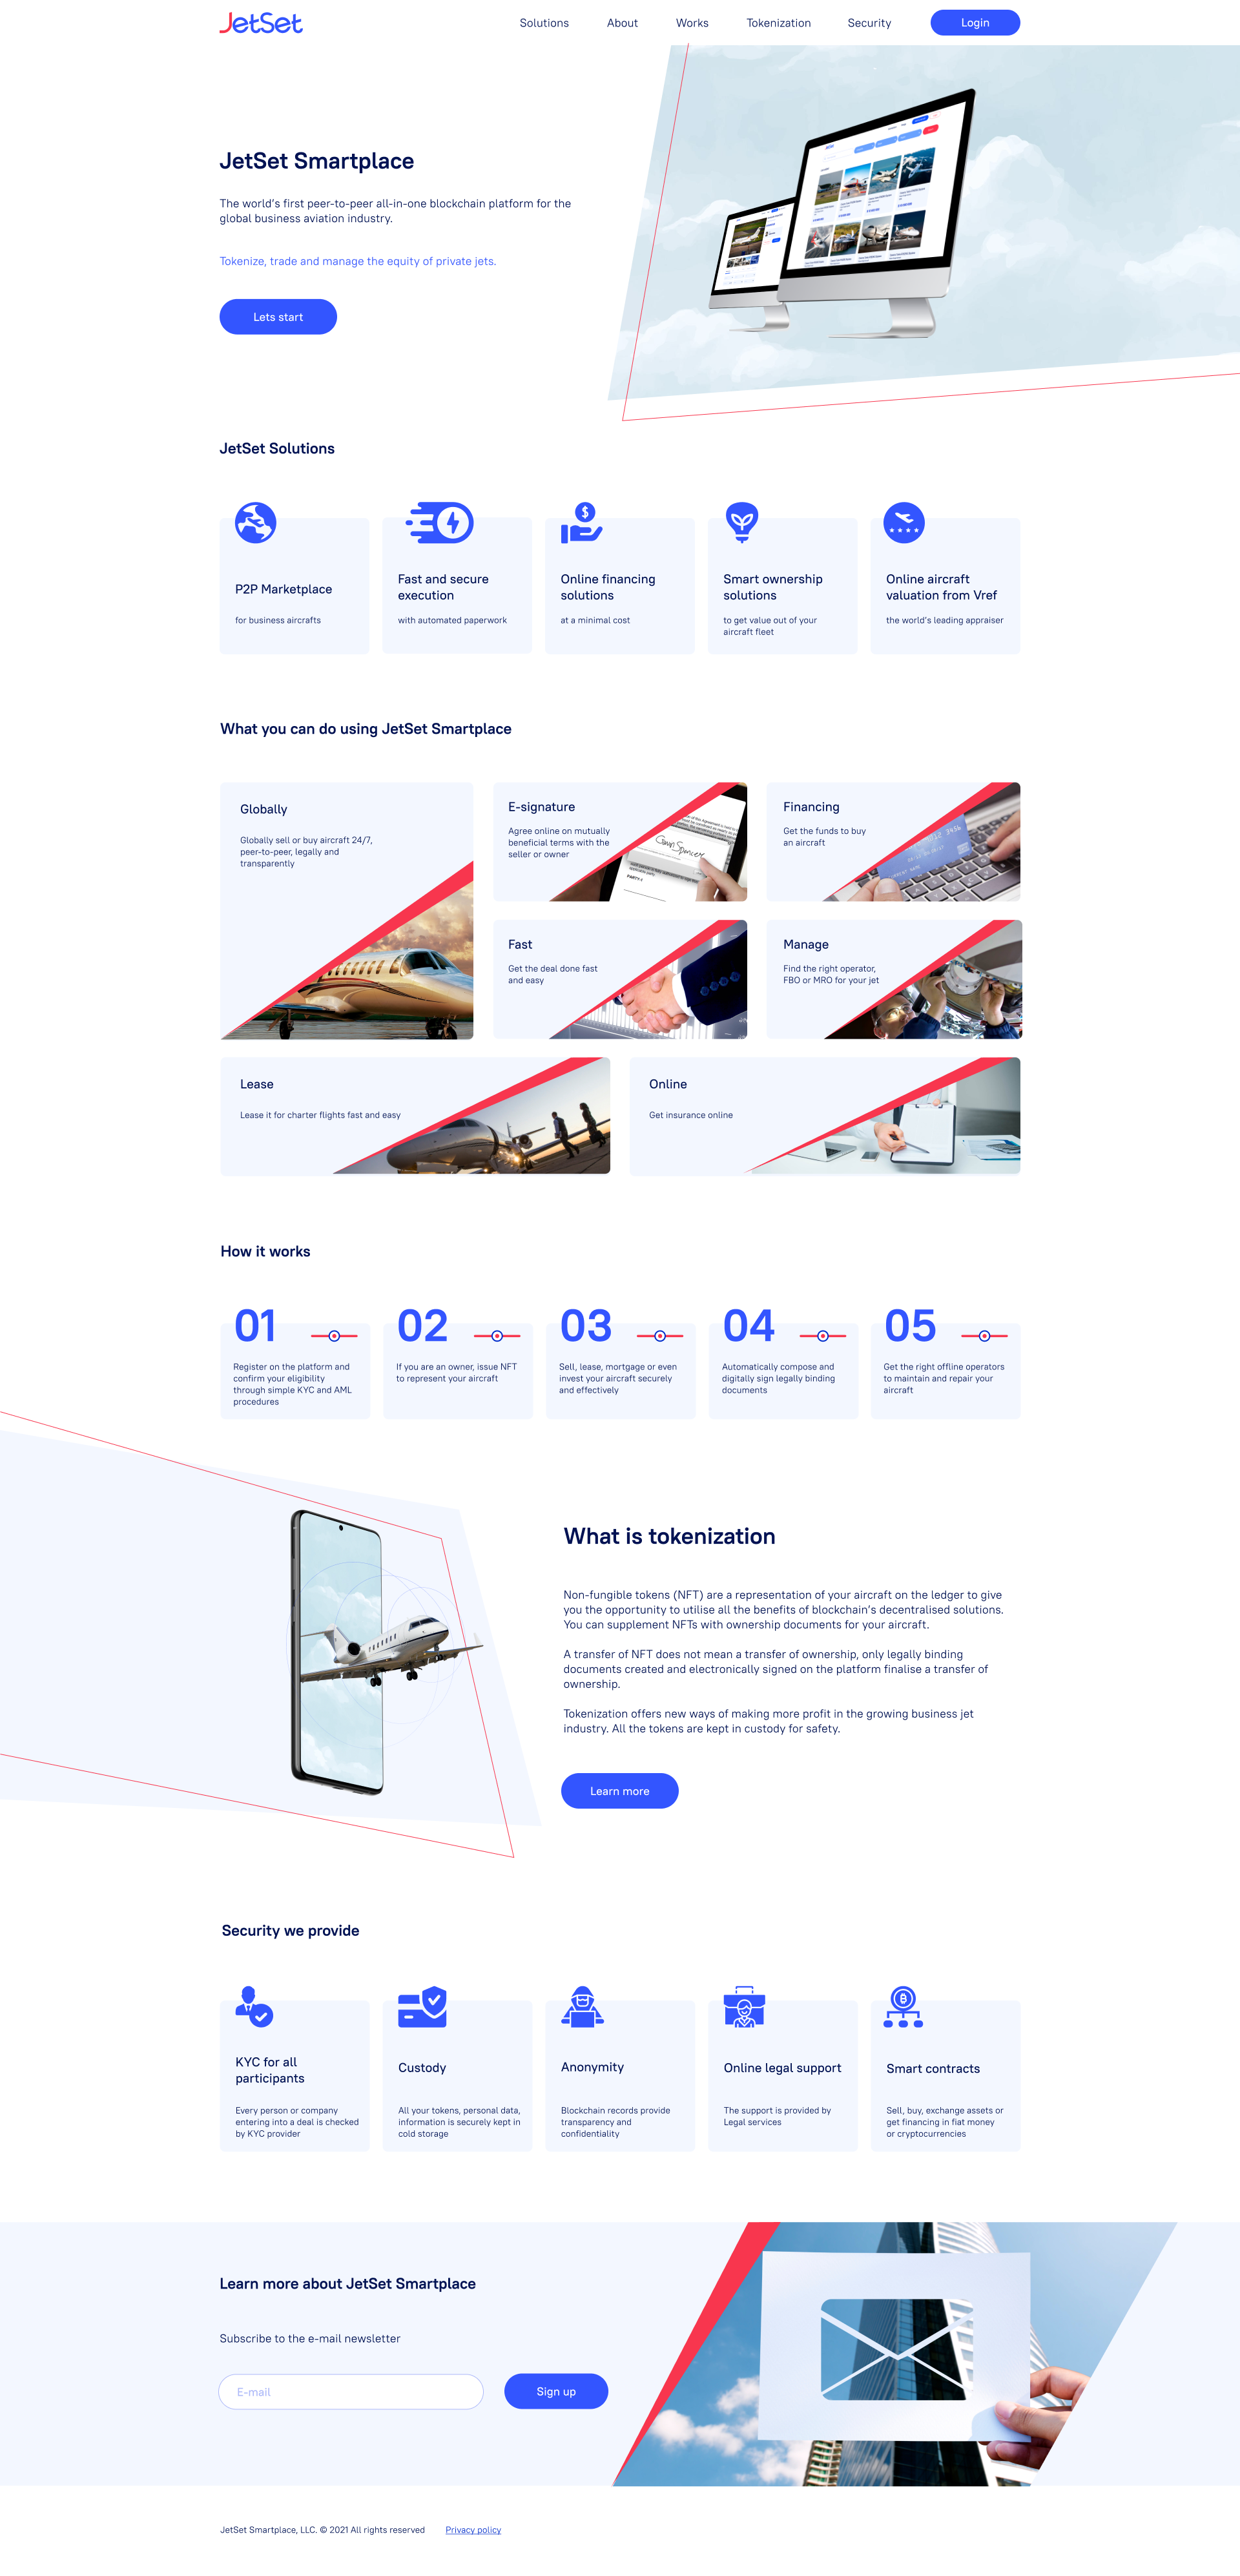 JetSet
Solutions
About
Works
Tokenization
Security
Login
JetSet Smartplace
The world's first peer-to-peer all-in-one blockchain platform for the
global business aviation industry.
Tokenize, trade and manage the equity of private jets.
Lets start
JetSet Solutions
P2P Marketplace
for business aircrafts
Fast and secure
execution
with automated paperwork
Online financing
solutions
at a minimal cost
Smart ownership
solutions
to get value out of your
aircraft fleet
Online aircraft
valuation from Vref
the world's leading appraiser
What you can do using JetSet Smartplace
Globally
Globally sell or buy aircraft 24/7,
peer-to-peer, legally and
transparently
E-signature
Agree online on mutually
beneficial terms with the
seller or owner
Financing
Get the funds to buy
an aircraft
Fast
Get the deal done fast
and easy
Manage
Find the right operator,
FBO or MRO for your jet
Lease
Lease it for charter flights fast and easy
Online
Get insurance online
How it works
01
Register on the platform and
confirm your eligibility
through simple KYC and AML
procedures
02
If you are an owner, issue NFT
to represent your aircraft
03
Sell, lease, mortgage or even
invest your aircraft securely
and effectively
04
Automatically compose and
digitally sign legally binding
documents
05
Get the right offline operators
to maintain and repair your
aircraft
What is tokenization
Non-fungible tokens (NFT) are a representation of your aircraft on the ledger to give
you the opportunity to utilise all the benefits of blockchain's decentralised solutions.
You can supplement NFTs with ownership documents for your aircraft.
A transfer of NFT does not mean a transfer of ownership, only legally binding
documents created and electronically signed on the platform finalise a transfer of
ownership.
Tokenization offers new ways of making more profit in the growing business jet
industry. All the tokens are kept in custody for safety.
Learn more
Security we provide
KYC for all
participants
Every person or company
entering into a deal is checked
by KYC provider
Custody
All your tokens, personal data,
information is securely kept in
cold storage
Anonymity
Blockchain records provide
transparency and
confidentiality
Online legal support
The support is provided by
Legal services
Smart contracts
Sell, buy, exchange assets or
get financing in fiat money
or cryptocurrencies
Learn more about JetSet Smartplace
Subscribe to the e-mail newsletter
E-mail
Sign up
JetSet Smartplace, LLC. © 2021 All rights reserved
Privacy policy